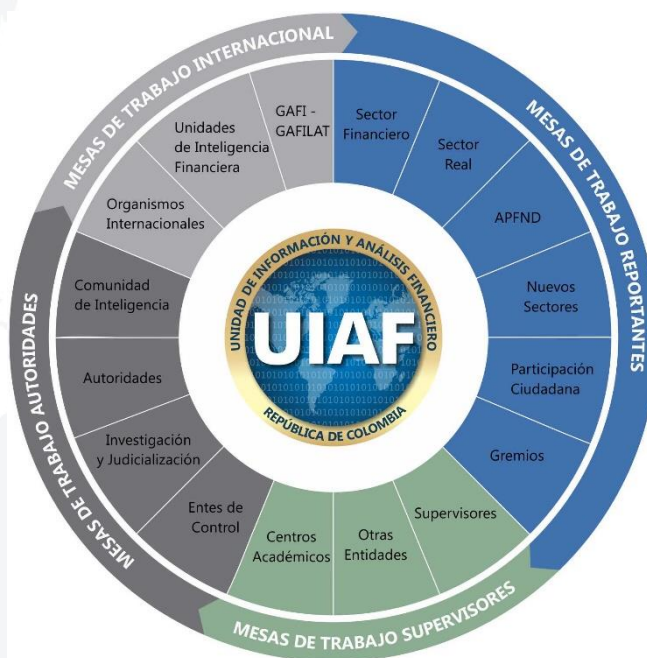 MESAS DE TRABAJO INTERNACIONAL
GAFI -
GAFILAT
Unidades
de Inteligencia
Financiera
Organismos
Internacionales
MESAS DE TRABAJO REPORTANTES
Sector
Financiero
Sector
Real
APFND
Nuevos
Sectores
Participación
Ciudadana
Gremios
MESAS DE TRABAJO SUPERVISORES
Supervisores
Otras
Entidades
Centros
Académicos
MESAS DE TRABAJO AUTORIDADES
Entes de
Control
Investigación
y Judicialización
Autoridades
Comunidad
de Inteligencia
UNIDAD DE INFORMACIÓN Y ANÁLISIS FINANCIERO
UIAF
REPÚBLICA DE COLOMBIA